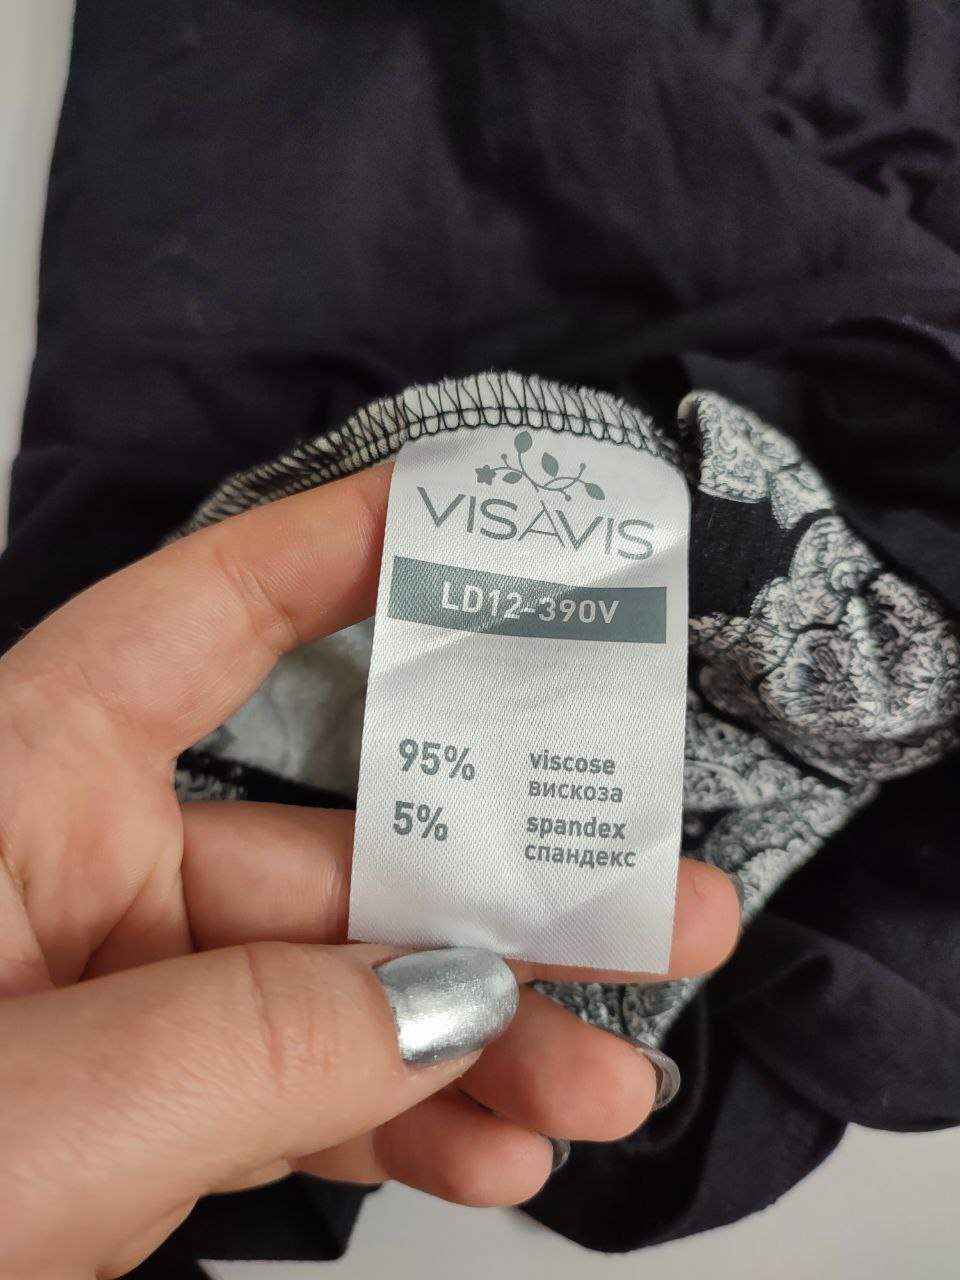 VISAVIS
LD12-390V
95% viscose
вискоза
5% spandex
спандекс